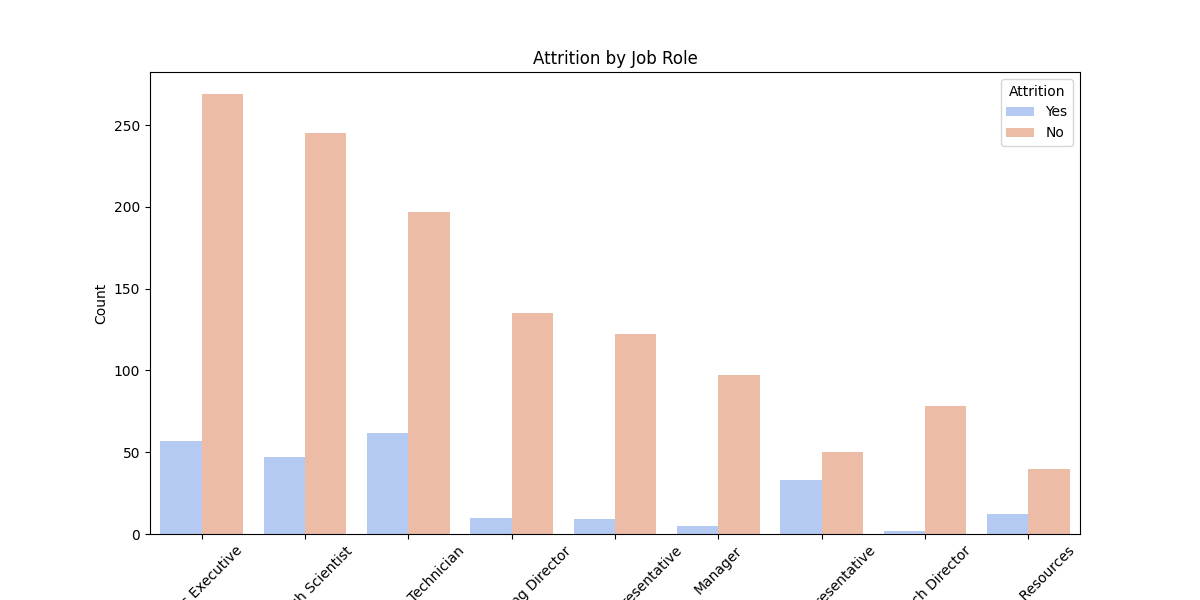 Attrition by Job Role
Attrition
Yes
No
Count
250
200
150
100
50
0
Executive
Scientist
Technician
Director
Manager
Director
Resources